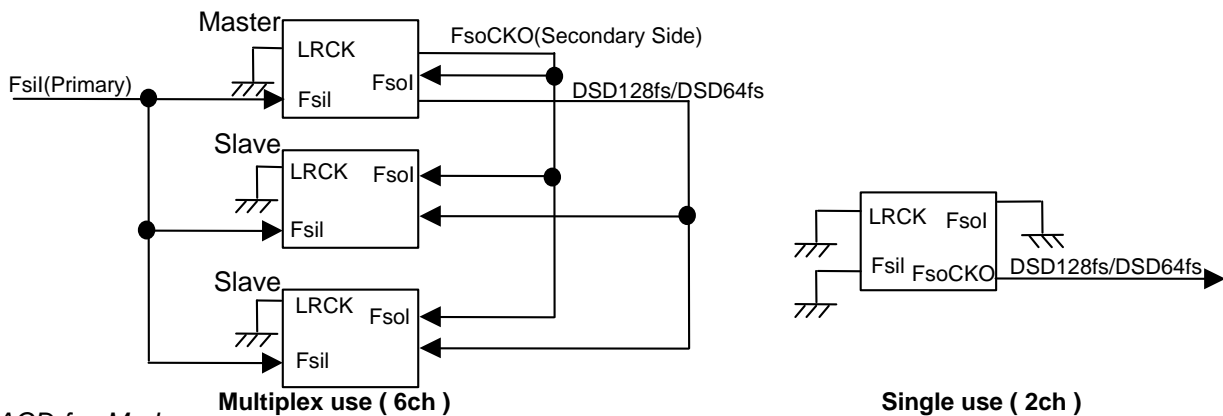 Master
FsoCKO(Secondary Side)
LRCK
FsoI
Fsil(Primary)
Fsil
DSD128fs/DSD64fs
Slave
LRCK FsoI
Fsil
Slave
LRCK
FsoI
Fsil
Multiplex use ( 6ch )
LRCK FsoI
Fsil
FsoCKO
DSD128fs/DSD64fs
Single use ( 2ch )